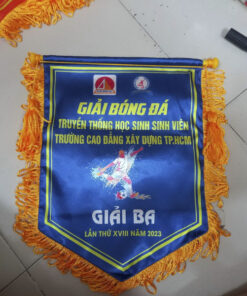 GIẢI BÓNG ĐÁ
TRUYỀN THỐNG HỌC SINH SINH VIÊN
TRƯỜNG CAO ĐẲNG XÂY DỰNG TP.HCM
GIẢI BA
LẦN THỨ XVIII NĂM 2023